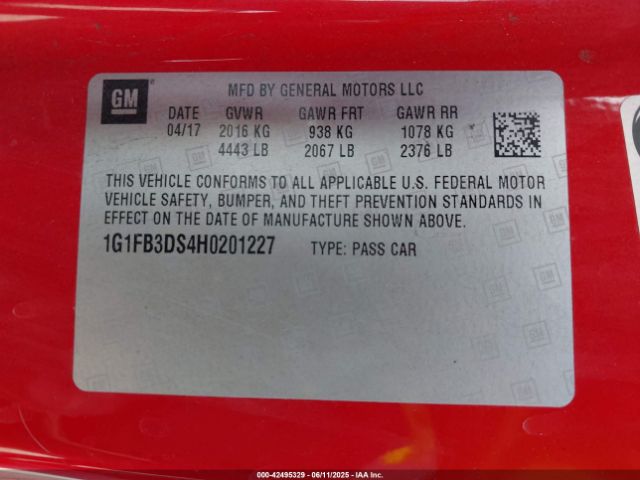 GM
MFD BY GENERAL MOTORS LLC
DATE GVWR GAWR FRT GAWR RR
04/17 2016 KG 938 KG 1078 KG
4443 LB 2067 LB 2376 LB
THIS VEHICLE CONFORMS TO ALL APPLICABLE U.S. FEDERAL MOTOR
VEHICLE SAFETY, BUMPER, AND THEFT PREVENTION STANDARDS IN
EFFECT ON THE DATE OF MANUFACTURE SHOWN ABOVE.
1G1FB3DS4H0201227 TYPE: PASS CAR
000-42495329 - 06/11/2025 - IAA Inc.